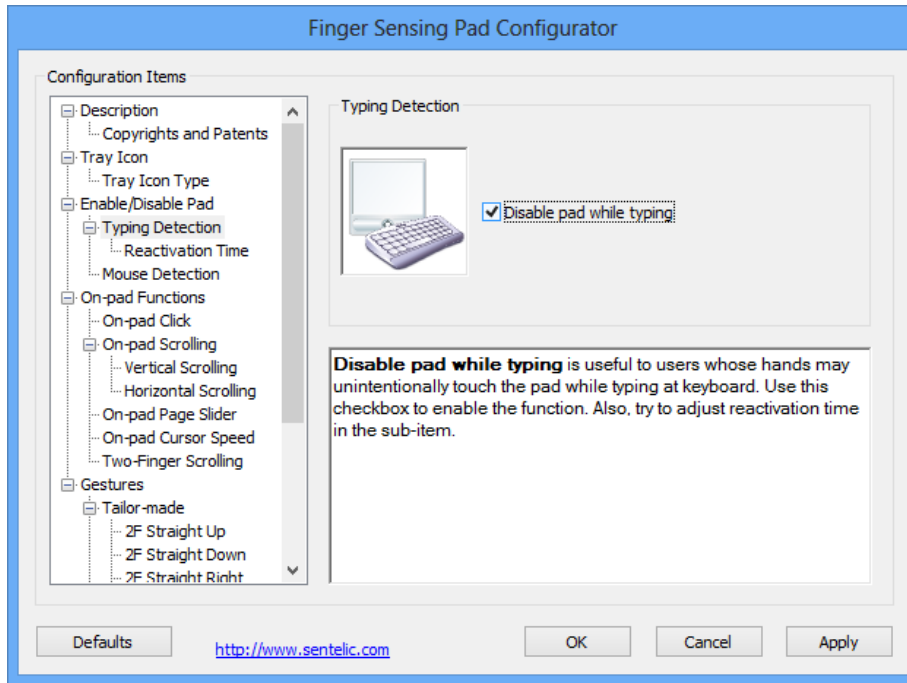 Finger Sensing Pad Configurator
Configuration Items
Description
Copyrights and Patents
Tray Icon
Tray Icon Type
Enable/Disable Pad
Typing Detection
Reactivation Time
Mouse Detection
On-pad Functions
On-pad Click
On-pad Scrolling
Vertical Scrolling
Horizontal Scrolling
On-pad Page Slider
On-pad Cursor Speed
Two-Finger Scrolling
Gestures
Tailor-made
2F Straight Up
2F Straight Down
2F Straight Right
Typing Detection
Disable pad while typing
Disable pad while typing is useful to users whose hands may
unintentionally touch the pad while typing at keyboard. Use this
checkbox to enable the function. Also, try to adjust reactivation time
in the sub-item.
Defaults
http://www.sentelic.com
OK
Cancel
Apply